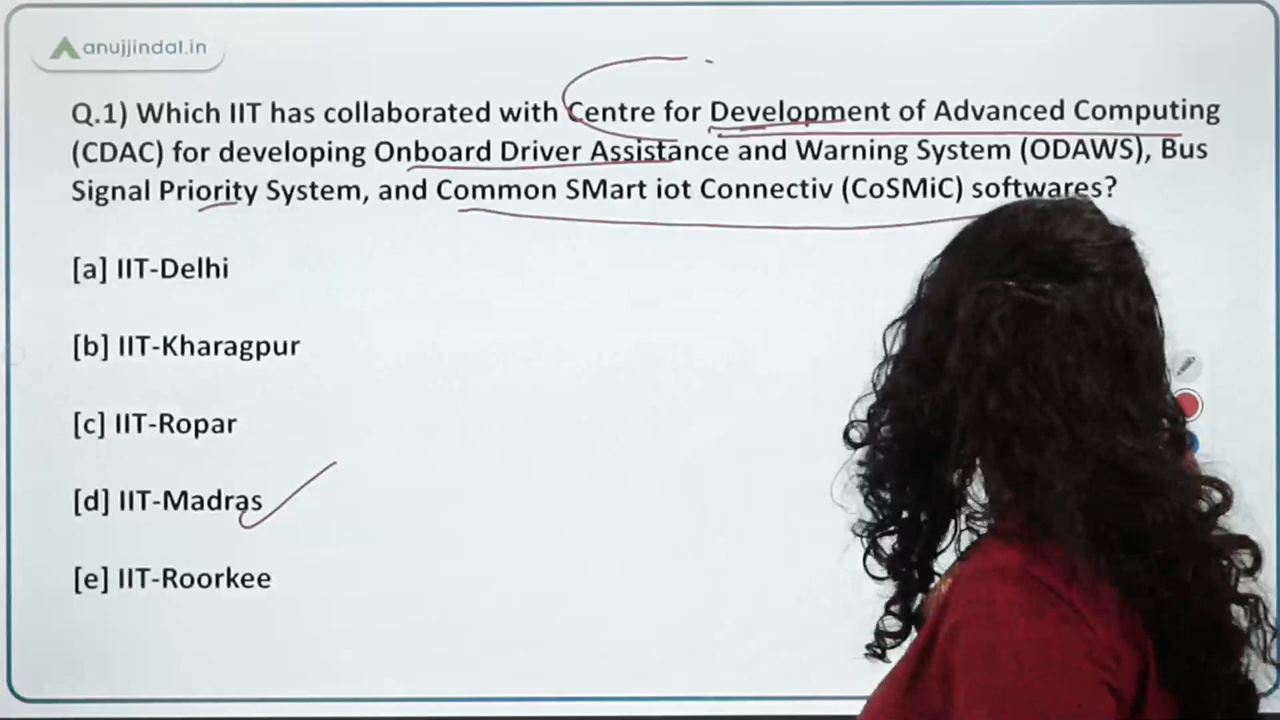 anujjindal.in
Q.1) Which IIT has collaborated with Centre for Development of Advanced Computing
(CDAC) for developing Onboard Driver Assistance and Warning System (ODAWS), Bus
Signal Priority System, and Common SMart iot Connectiv (CoSMiC) softwares?
[a] IIT-Delhi
[b] IIT-Kharagpur
[c] IIT-Ropar
[d] IIT-Madras
[e] IIT-Roorkee